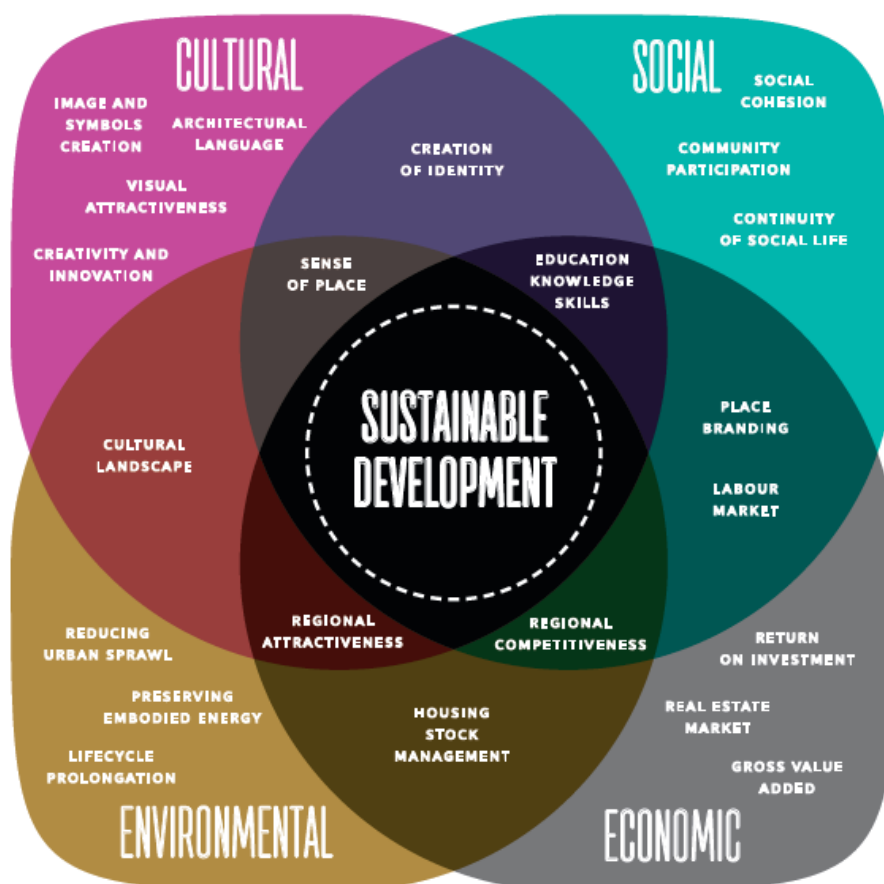 CULTURAL
IMAGE AND
SYMBOLS
CREATION
ARCHITECTURAL
LANGUAGE
VISUAL
ATTRACTIVENESS
CREATIVITY AND
INNOVATION
CREATION
OF IDENTITY
SOCIAL
SOCIAL
COHESION
COMMUNITY
PARTICIPATION
CONTINUITY
OF SOCIAL LIFE
SENSE
OF PLACE
EDUCATION
KNOWLEDGE
SKILLS
CULTURAL
LANDSCAPE
SUSTAINABLE
DEVELOPMENT
PLACE
BRANDING
LABOUR
MARKET
REGIONAL
ATTRACTIVENESS
REGIONAL
COMPETITIVENESS
REDUCING
URBAN SPRAWL
PRESERVING
EMBODIED ENERGY
LIFECYCLE
PROLONGATION
ENVIRONMENTAL
HOUSING
STOCK
MANAGEMENT
RETURN
ON INVESTMENT
REAL ESTATE
MARKET
GROSS VALUE
ADDED
ECONOMIC